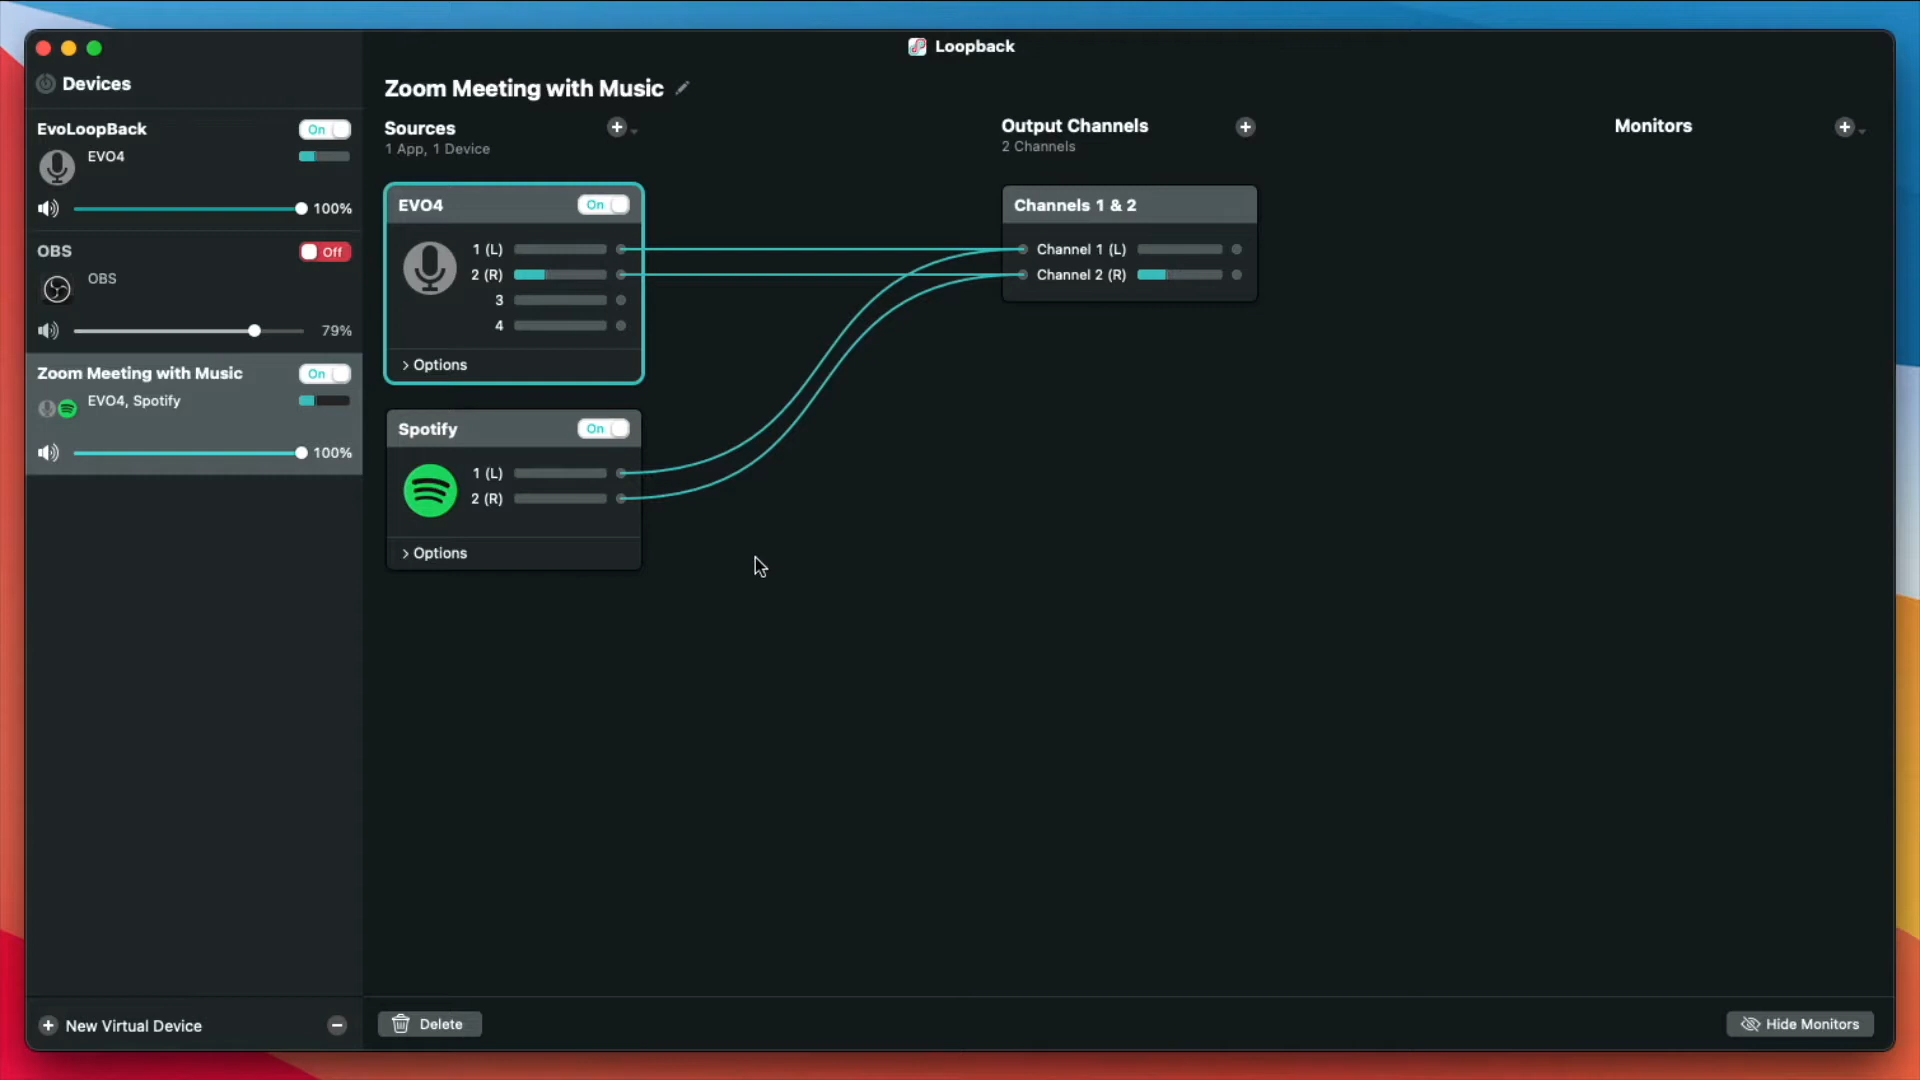 Loopback
Devices
EvoLoopBack
On
EVO4
100%
OBS
Off
OBS
79%
Zoom Meeting with Music
On
EVO4, Spotify
100%
New Virtual Device
Zoom Meeting with Music
Sources
1 App, 1 Device
EVO4
On
1 (L)
2 (R)
3
4
> Options
Spotify
On
1 (L)
2 (R)
> Options
Output Channels
2 Channels
Channels 1 & 2
Channel 1 (L)
Channel 2 (R)
Monitors
Delete
Hide Monitors